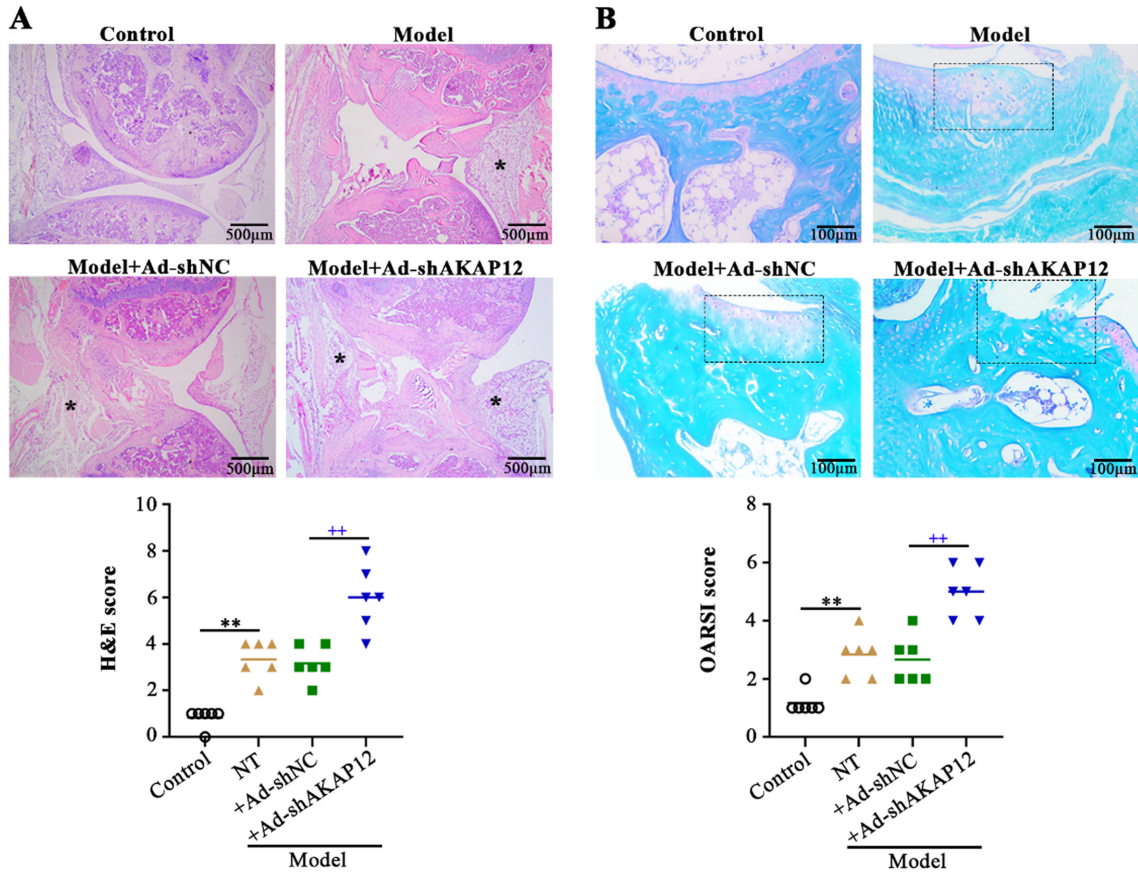 A
Control
Model
*
500μm
500μm
Model+Ad-shNC
Model+Ad-shAKAP12
*
*
*
500μm
500μm
H&E score
10
8
6
4
2
0
**
++
Control
NT
+Ad-shNC
+Ad-shAKAP12
Model
B
Control
Model
100μm
100μm
Model+Ad-shNC
Model+Ad-shAKAP12
100μm
100μm
OARSI score
8
6
4
2
0
**
++
Control
NT
+Ad-shNC
+Ad-shAKAP12
Model